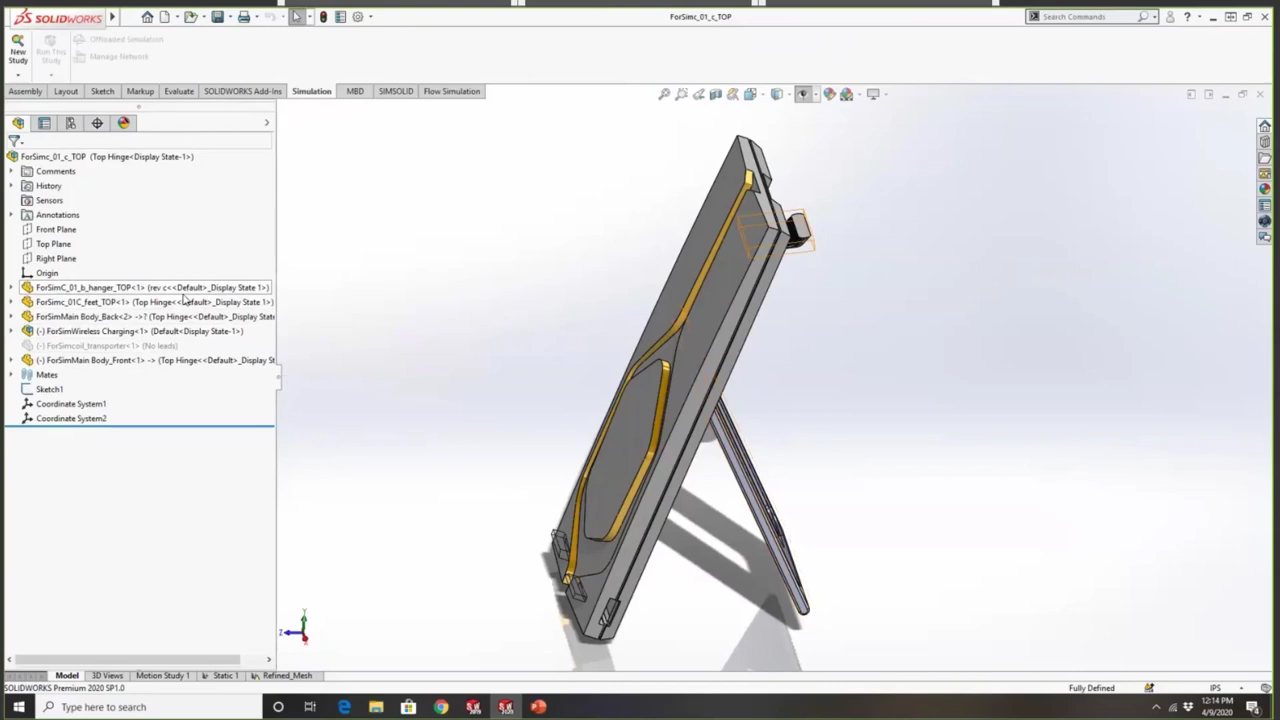 SOLIDWORKS
ForSimc_01_c_TOP
Search Commands
New Study
Run This Study
Offloaded Simulation
Manage Network
Assembly
Layout
Sketch
Markup
Evaluate
SOLIDWORKS Add-Ins
Simulation
MBD
SIMSOLID
Flow Simulation
ForSimc_01_c_TOP (Top Hinge<Display State-1>)
Comments
History
Sensors
Annotations
Front Plane
Top Plane
Right Plane
Origin
ForSimC_01_b_hanger_TOP<1> (rev c<<Default>_Display State 1>)
ForSimc_01C_feet_TOP<1> (Top Hinge<<Default>_Display State 1>)
ForSimMain Body_Back<2> ->? (Top Hinge<<Default>_Display State
(-) ForSimWireless Charging<1> (Default<Display State-1>)
(-) ForSimcoil_transporter<1> (No leads)
(-) ForSimMain Body_Front<1> -> (Top Hinge<<Default>_Display St
Mates
Sketch1
Coordinate System1
Coordinate System2
Y
Z
X
Model
3D Views
Motion Study 1
Static 1
Refined_Mesh
SOLIDWORKS Premium 2020 SP1.0
Fully Defined
IPS
Type here to search
12:14 PM
4/9/2020